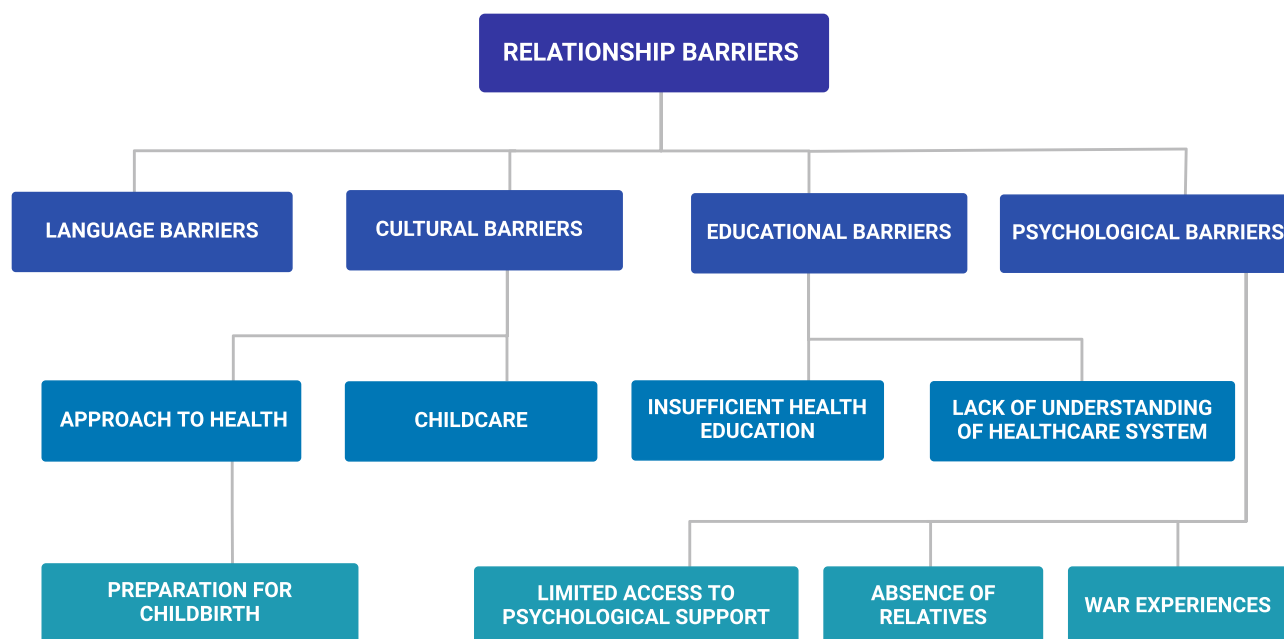 RELATIONSHIP BARRIERS
LANGUAGE BARRIERS
CULTURAL BARRIERS
EDUCATIONAL BARRIERS
PSYCHOLOGICAL BARRIERS
APPROACH TO HEALTH
CHILDCARE
INSUFFICIENT HEALTH
EDUCATION
LACK OF UNDERSTANDING
OF HEALTHCARE SYSTEM
PREPARATION FOR
CHILDBIRTH
LIMITED ACCESS TO
PSYCHOLOGICAL SUPPORT
ABSENCE OF
RELATIVES
WAR EXPERIENCES